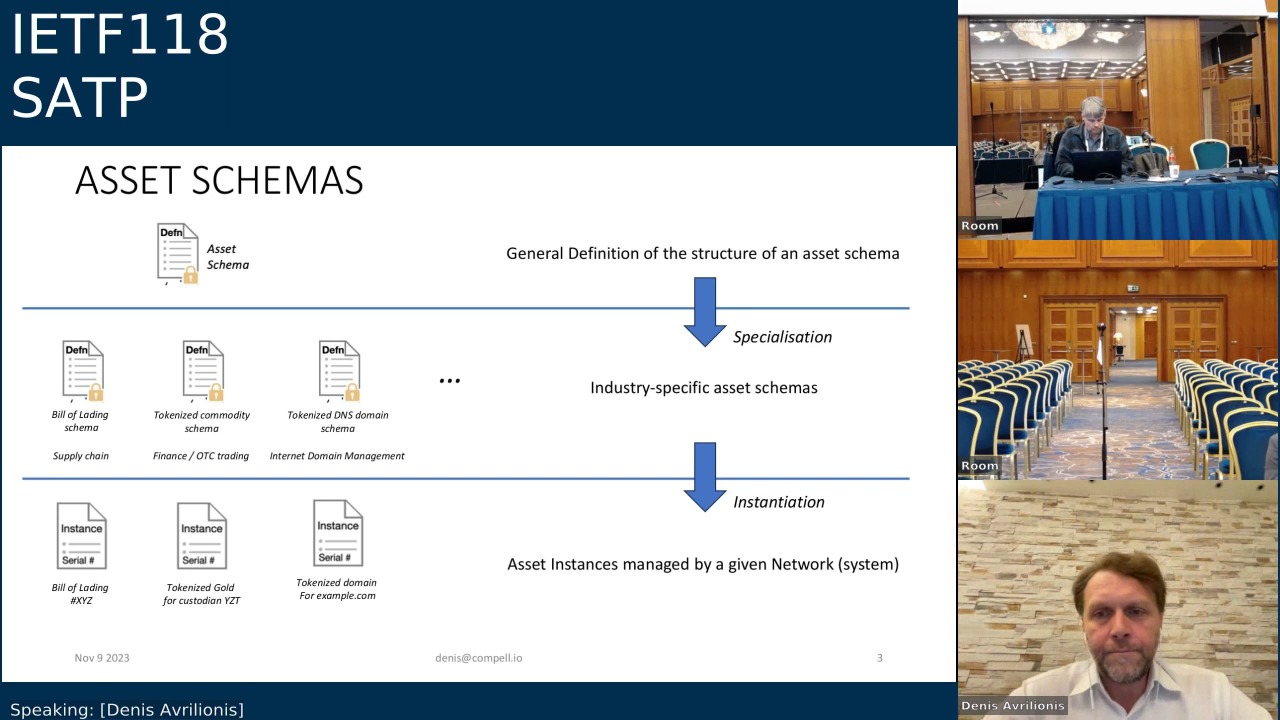 IETF118
SATP
ASSET SCHEMAS
Defn
Asset
Schema
General Definition of the structure of an asset schema
Specialisation
Defn
Defn
Defn
...
Industry-specific asset schemas
Bill of Lading
schema
Tokenized commodity
schema
Tokenized DNS domain
schema
Supply chain
Finance / OTC trading
Internet Domain Management
Instantiation
Instance
Serial #
Instance
Serial #
Instance
Serial #
Asset Instances managed by a given Network (system)
Bill of Lading
#XYZ
Tokenized Gold
for custodian YZT
Tokenized domain
For example.com
Nov 9 2023
denis@compell.io
3
Speaking: [Denis Avrilionis]
Room
Room
Denis Avrilionis